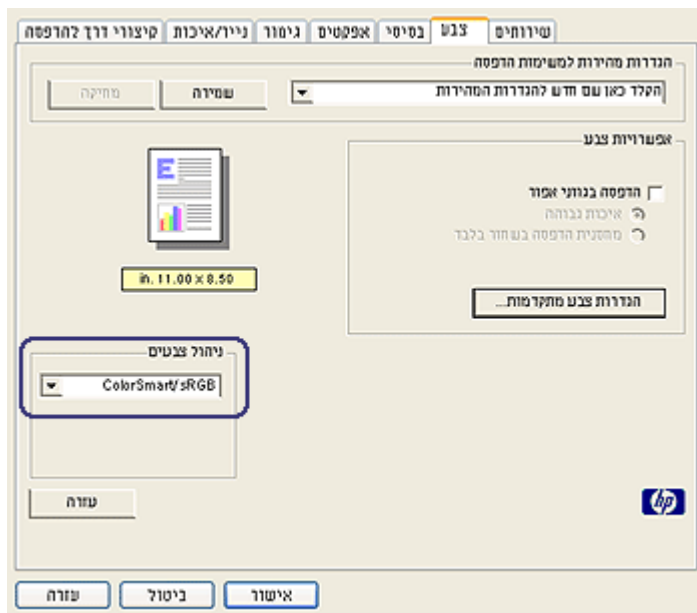 שירותים
צבע
בסיסי
אפקטים
גימור
נייר/איכות
קיצורי דרך להדפסה
הגדרות מהירות למשימות הדפסה
הקלד כאן שם חדש להגדרות המהירות
שמירה
מחיקה
אפשרויות צבע
הדפסה בגווני אפור
איכות גבוהה
מחסנית הדפסה בשחור בלבד
הגדרות צבע מתקדמות...
E
in. 11.00 X 8.50
ניהול צבעים
ColorSmart/sRGB
עזרה
hp
אישור
ביטול
עזרה